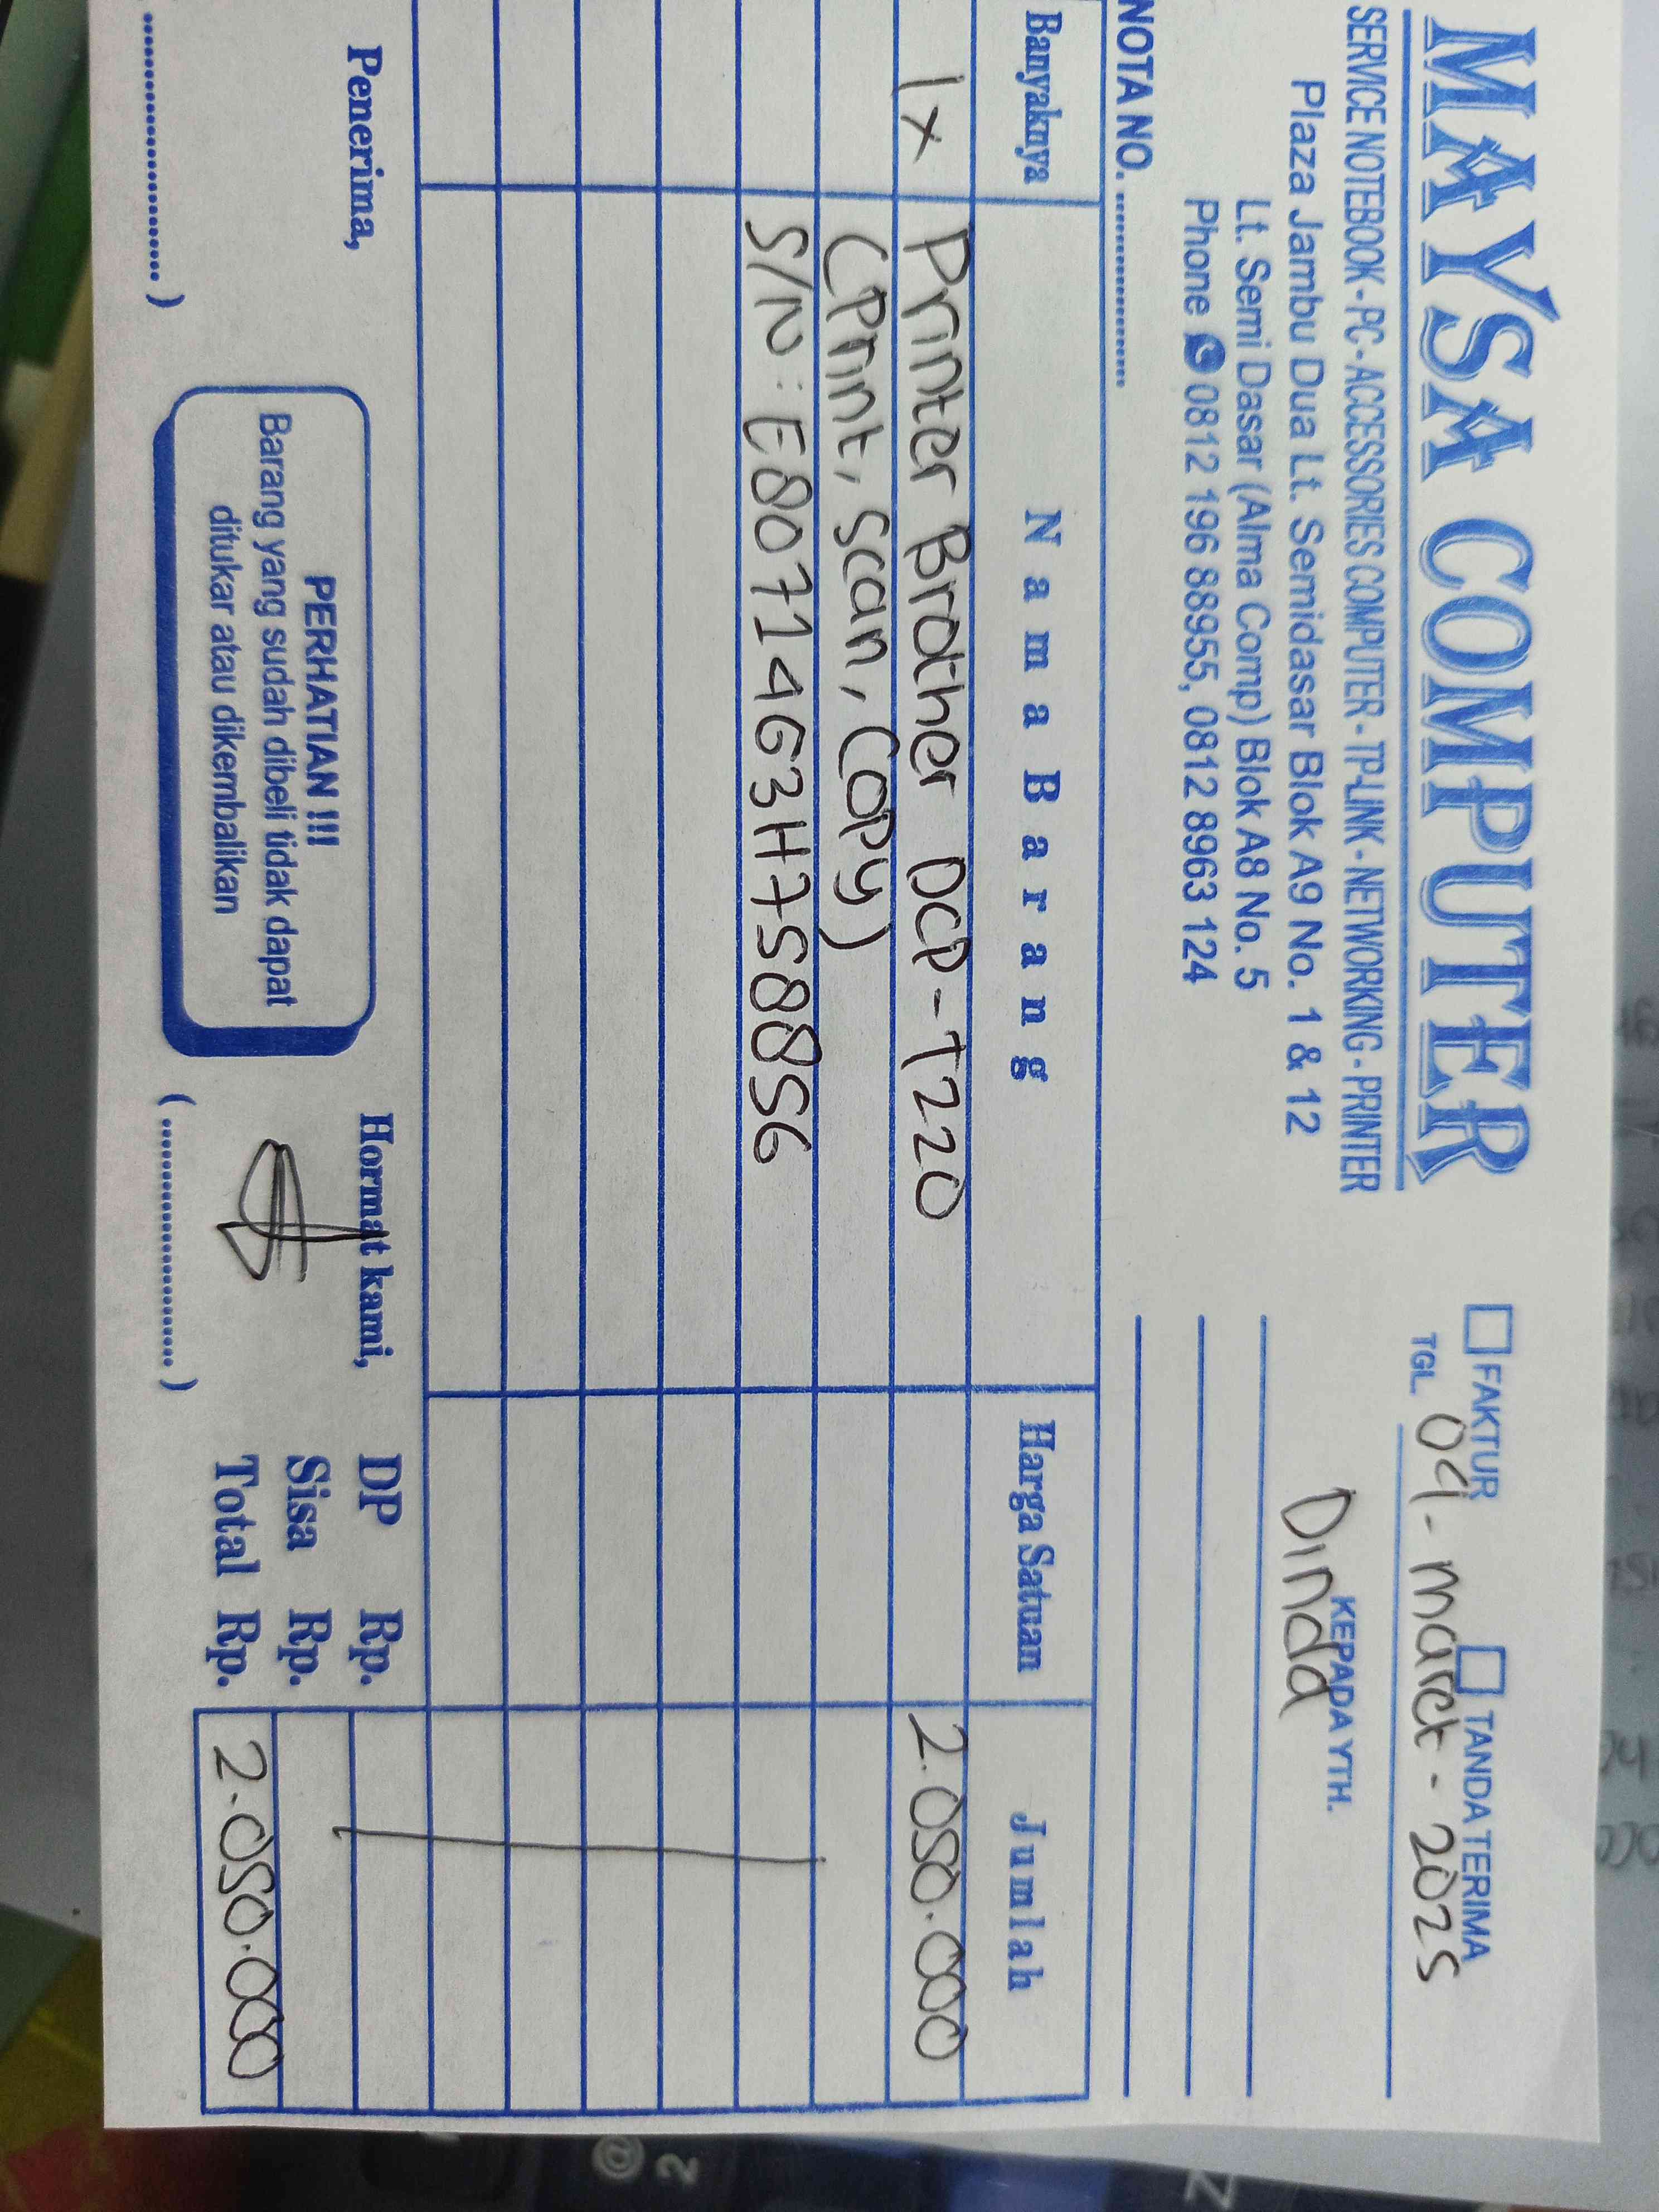 MAYSA COMPUTER
SERVICE NOTEBOOK - PC - ACCESSORIES COMPUTER - TP-LINK - NETWORKING - PRINTER
Plaza Jambu Dua Lt. Semidasar Blok A9 No. 1 & 12
Lt. Semi Dasar (Alma Comp) Blok A8 No. 5
Phone 0812 196 88955, 0812 8963 124
FAKTUR TANDA TERIMA
TGL. 04 - maret - 2025
KEPADA YTH.
Dinda
NOTA NO. ....................
Banyaknya Nama Barang Harga Satuan Jumlah
1x Printer Brother DCP-T220 2.050.000
(Print, Scan, Copy)
S/N : E80714G3H7S8856
Penerima,
PERHATIAN !!!
Barang yang sudah dibeli tidak dapat
ditukar atau dikembalikan
Hormat kami,
DP Rp.
Sisa Rp.
Total Rp. 2.050.000
@
2
Z